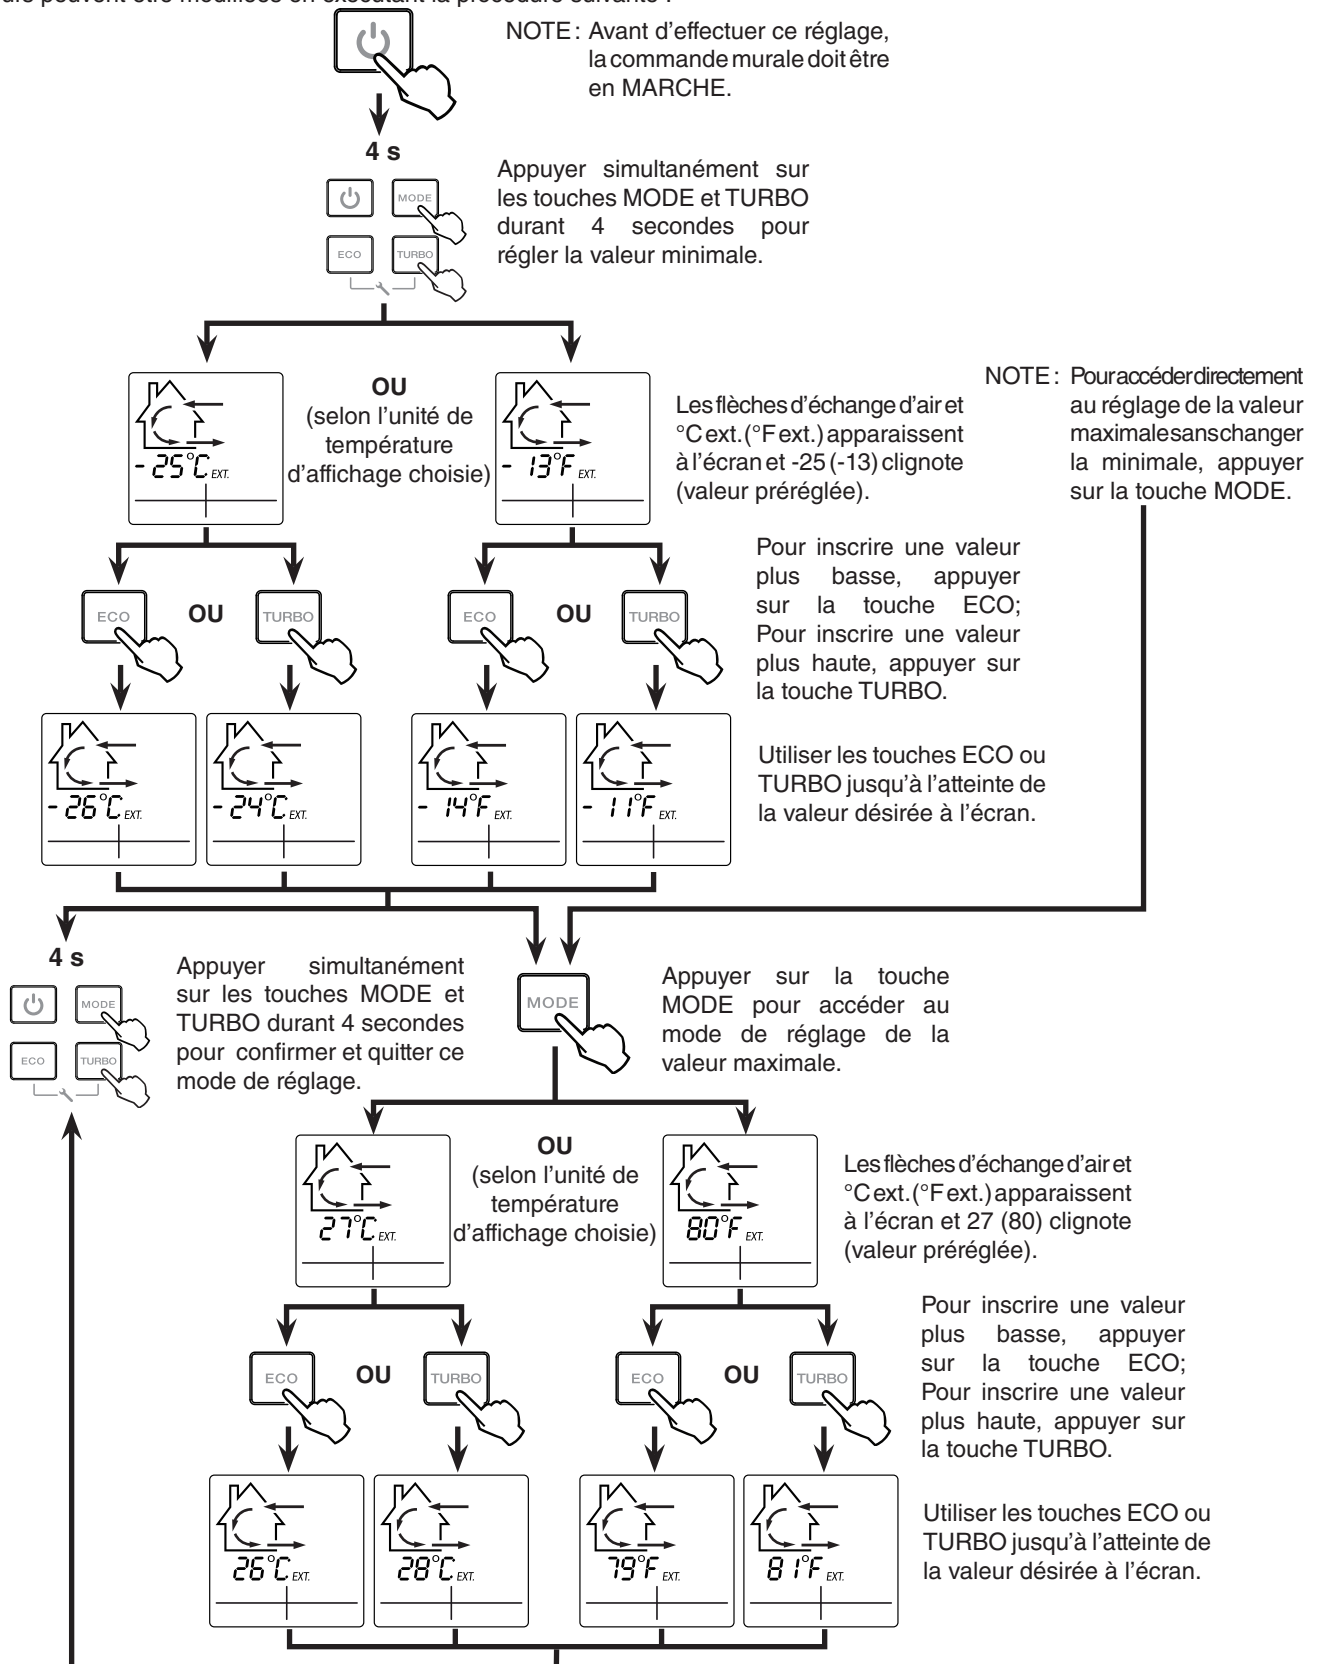 peuvent être modifiées en exécutant la procédure suivante :
NOTE : Avant d'effectuer ce réglage,
la commande murale doit être
en MARCHE.
4 s
MODE
ECO
TURBO
Appuyer simultanément sur
les touches MODE et TURBO
durant 4 secondes pour
régler la valeur minimale.
- 25°C EXT.
OU
(selon l'unité de
température
d'affichage choisie)
- 13°F EXT.
Les flèches d'échange d'air et
°C ext. (°F ext.) apparaissent
à l'écran et -25 (-13) clignote
(valeur préréglée).
NOTE : Pour accéder directement
au réglage de la valeur
maximale sans changer
la minimale, appuyer
sur la touche MODE.
ECO
OU
TURBO
ECO
OU
TURBO
Pour inscrire une valeur
plus basse, appuyer
sur la touche ECO;
Pour inscrire une valeur
plus haute, appuyer sur
la touche TURBO.
- 26°C EXT.
- 24°C EXT.
- 14°F EXT.
- 11°F EXT.
Utiliser les touches ECO ou
TURBO jusqu'à l'atteinte de
la valeur désirée à l'écran.
4 s
MODE
ECO
TURBO
Appuyer simultanément
sur les touches MODE et
TURBO durant 4 secondes
pour confirmer et quitter ce
mode de réglage.
MODE
Appuyer sur la touche
MODE pour accéder au
mode de réglage de la
valeur maximale.
27°C EXT.
OU
(selon l'unité de
température
d'affichage choisie)
80°F EXT.
Les flèches d'échange d'air et
°C ext. (°F ext.) apparaissent
à l'écran et 27 (80) clignote
(valeur préréglée).
ECO
OU
TURBO
ECO
OU
TURBO
Pour inscrire une valeur
plus basse, appuyer
sur la touche ECO;
Pour inscrire une valeur
plus haute, appuyer sur
la touche TURBO.
26°C EXT.
28°C EXT.
79°F EXT.
81°F EXT.
Utiliser les touches ECO ou
TURBO jusqu'à l'atteinte de
la valeur désirée à l'écran.